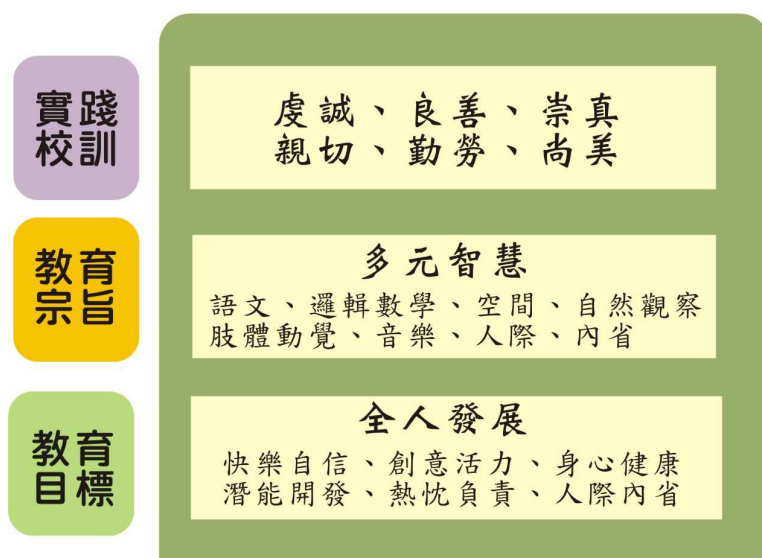 實踐
校訓
虔誠、良善、崇真
親切、勤勞、尚美
教育
宗旨
多元智慧
語文、邏輯數學、空間、自然觀察
肢體動覺、音樂、人際、內省
教育
目標
全人發展
快樂自信、創意活力、身心健康
潛能開發、熱忱負責、人際內省